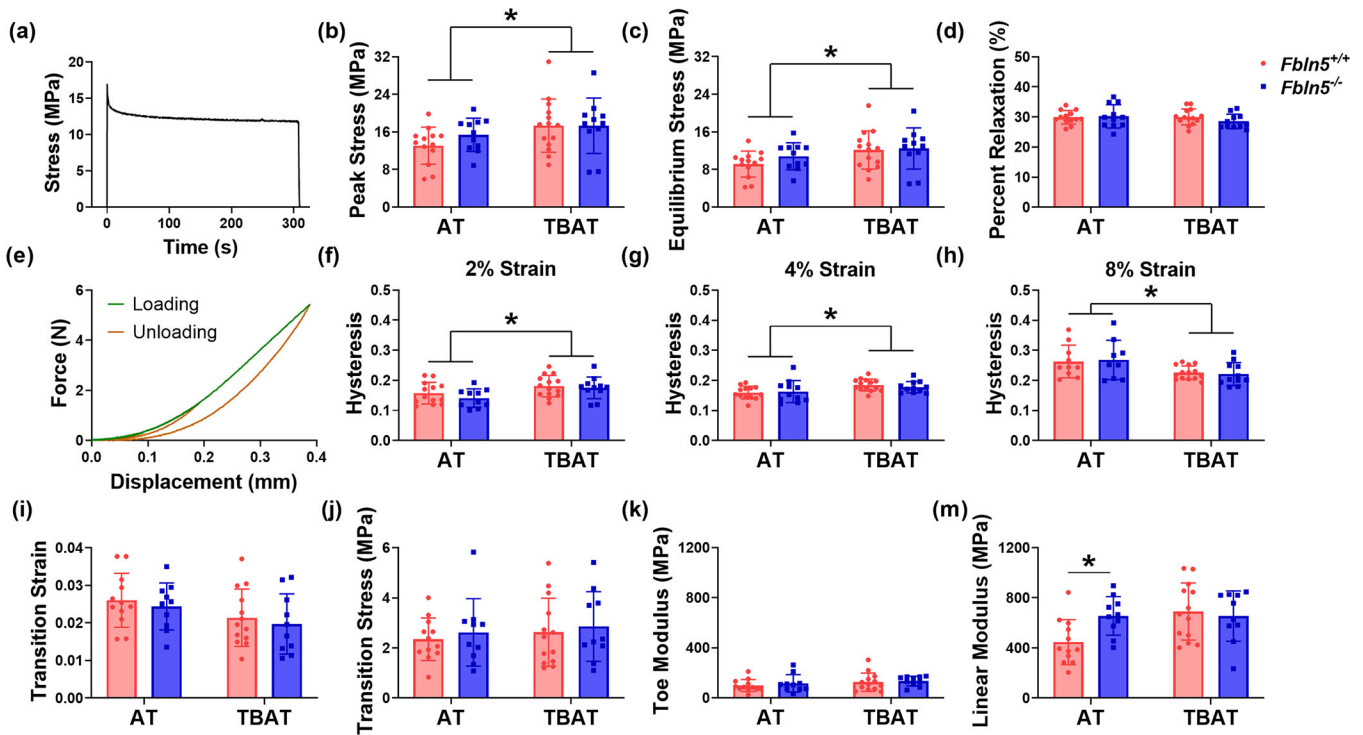 (a)
Stress (MPa)
20
15
10
5
0
0 100 200 300
Time (s)
(b)
Peak Stress (MPa)
32
24
16
8
0
*
AT TBAT
(c)
Equilibrium Stress (MPa)
32
24
16
8
0
*
AT TBAT
(d)
Percent Relaxation (%)
50
40
30
20
10
0
AT TBAT
Fbln5+/+
Fbln5-/-
(e)
Force (N)
6
4
2
0
Loading
Unloading
0.0 0.1 0.2 0.3 0.4
Displacement (mm)
(f)
2% Strain
Hysteresis
0.5
0.4
0.3
0.2
0.1
0.0
*
AT TBAT
(g)
4% Strain
Hysteresis
0.5
0.4
0.3
0.2
0.1
0.0
*
AT TBAT
(h)
8% Strain
Hysteresis
0.5
0.4
0.3
0.2
0.1
0.0
*
AT TBAT
(i)
Transition Strain
0.04
0.03
0.02
0.01
0.00
AT TBAT
(j)
Transition Stress (MPa)
6
4
2
0
AT TBAT
(k)
Toe Modulus (MPa)
1200
800
400
0
AT TBAT
(m)
Linear Modulus (MPa)
1200
800
400
0
*
AT TBAT